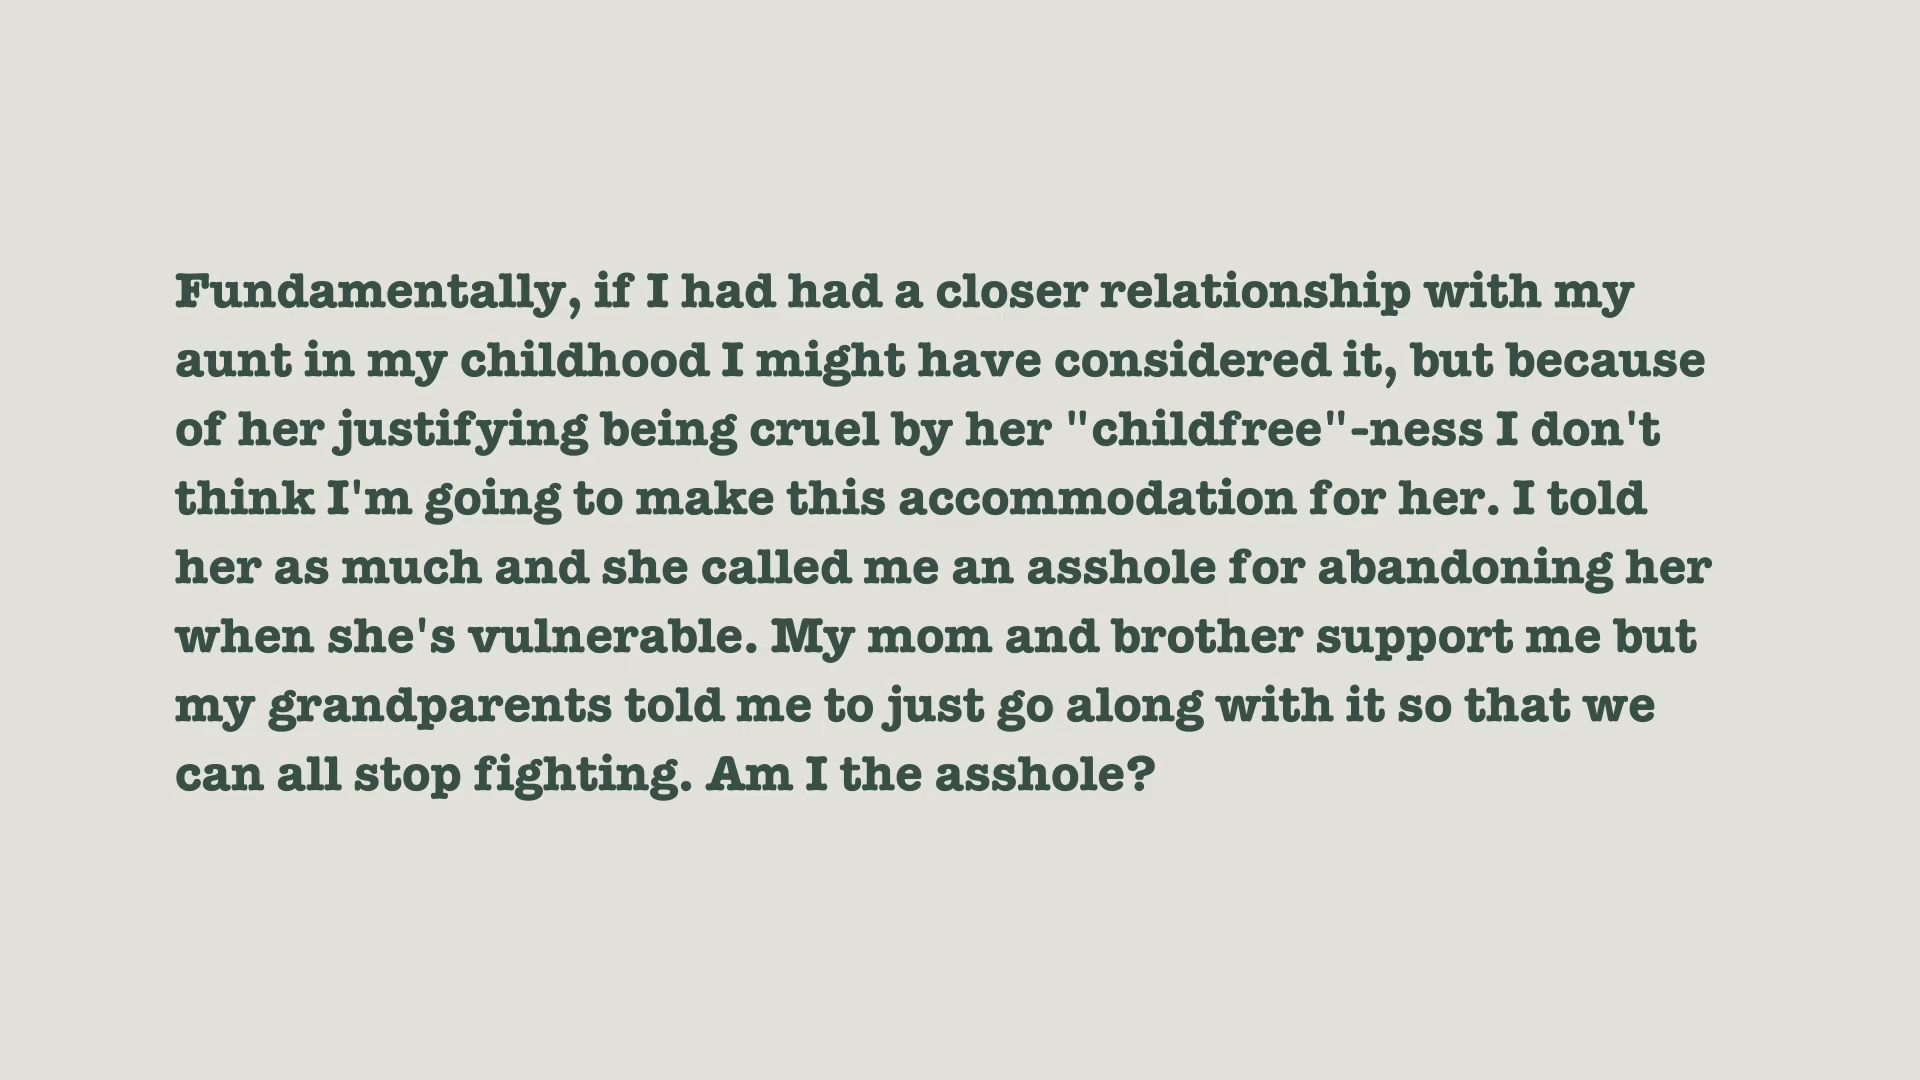 Fundamentally, if I had had a closer relationship with my
aunt in my childhood I might have considered it, but because
of her justifying being cruel by her "childfree"-ness I don't
think I'm going to make this accommodation for her. I told
her as much and she called me an asshole for abandoning her
when she's vulnerable. My mom and brother support me but
my grandparents told me to just go along with it so that we
can all stop fighting. Am I the asshole?